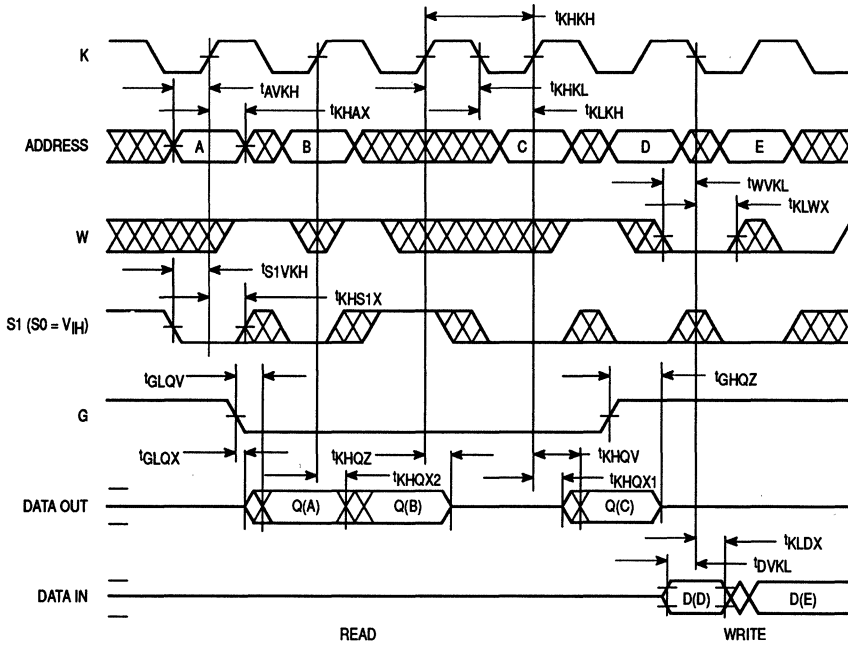 tKHKH
K
tAVKH
tKHKL
tKHAX
tKLKH
ADDRESS
A
B
C
D
E
tWVKL
tKLWX
W
tS1VKH
tKHS1X
S1 (S0 = VIH)
tGLQV
tGHQZ
G
tGLQX
tKHQZ
tKHQV
tKHQX2
tKHQX1
DATA OUT
Q(A)
Q(B)
Q(C)
tKLDX
tDVKL
DATA IN
D(D)
D(E)
READ
WRITE